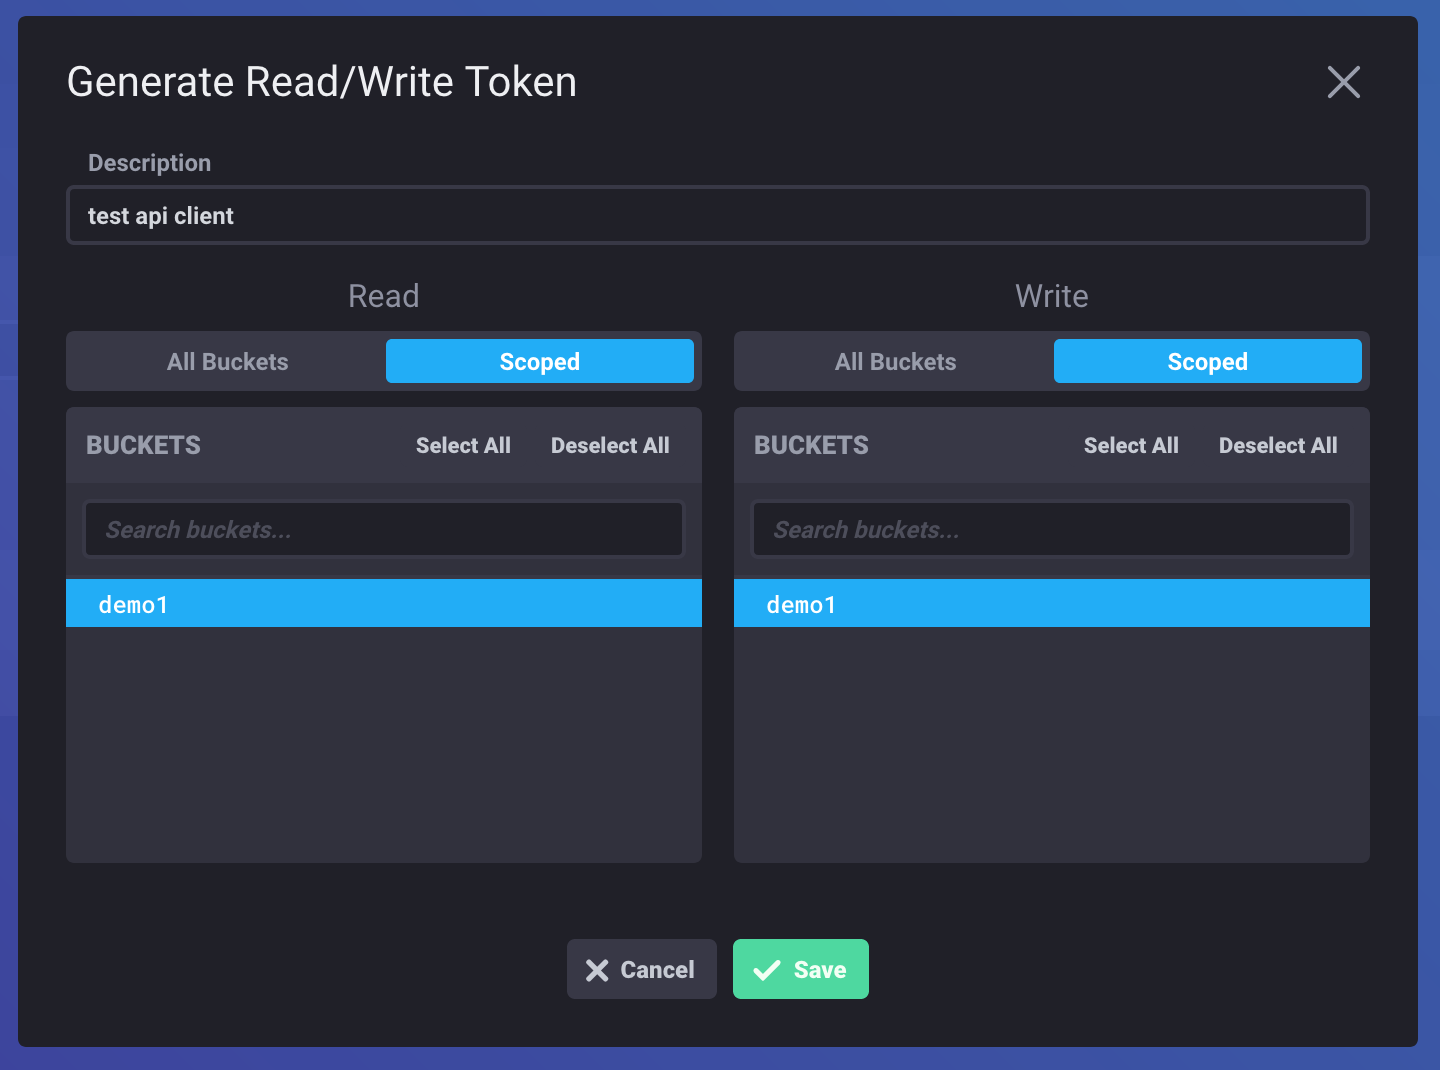 Generate Read/Write Token
Description
test api client
Read
All Buckets Scoped
BUCKETS Select All Deselect All
Search buckets...
demo1
Write
All Buckets Scoped
BUCKETS Select All Deselect All
Search buckets...
demo1
Cancel Save